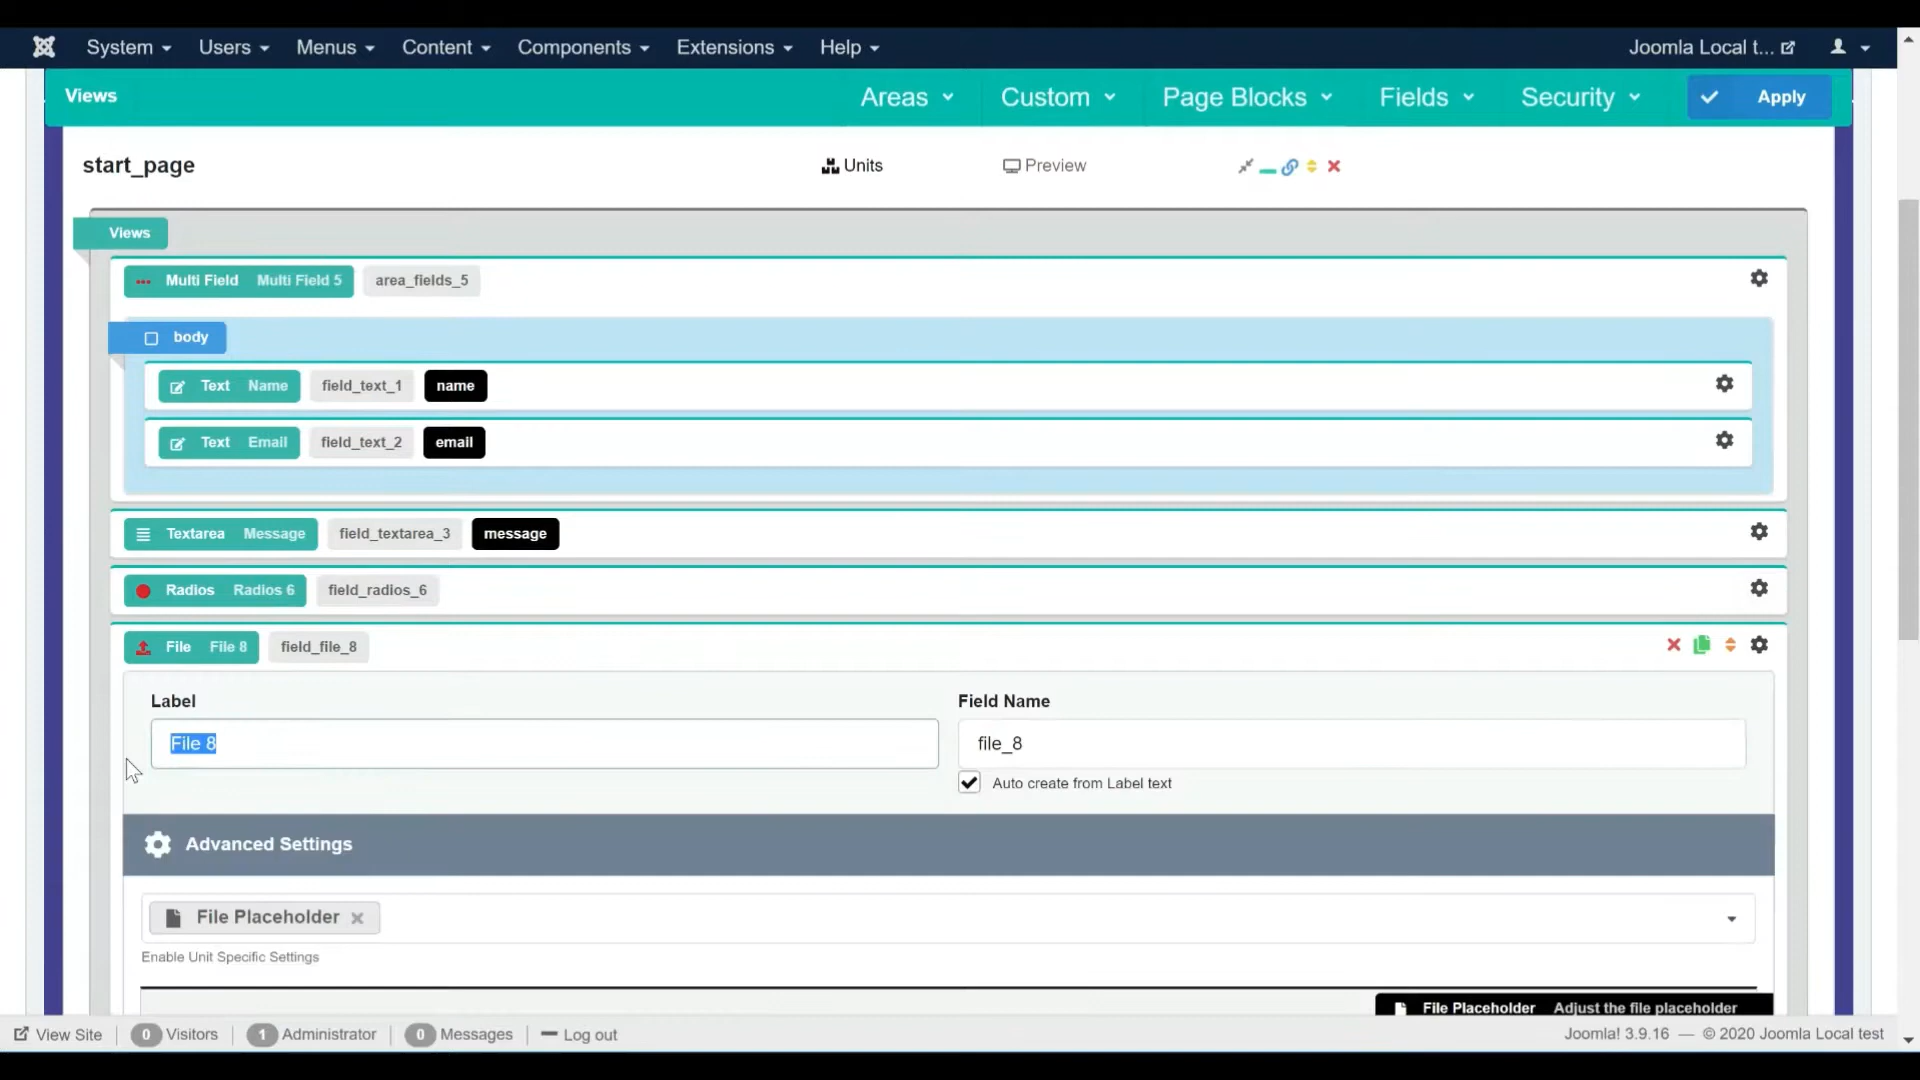 System Users Menus Content Components Extensions Help Joomla Local t...
Views Areas Custom Page Blocks Fields Security Apply
start_page Units Preview
Views
Multi Field Multi Field 5 area_fields_5
body
Text Name field_text_1 name
Text Email field_text_2 email
Textarea Message field_textarea_3 message
Radios Radios 6 field_radios_6
File File 8 field_file_8
Label Field Name
File 8 file_8
Auto create from Label text
Advanced Settings
File Placeholder
Enable Unit Specific Settings
File Placeholder Adjust the file placeholder
View Site 0 Visitors 1 Administrator 0 Messages Log out Joomla! 3.9.16 — © 2020 Joomla Local test